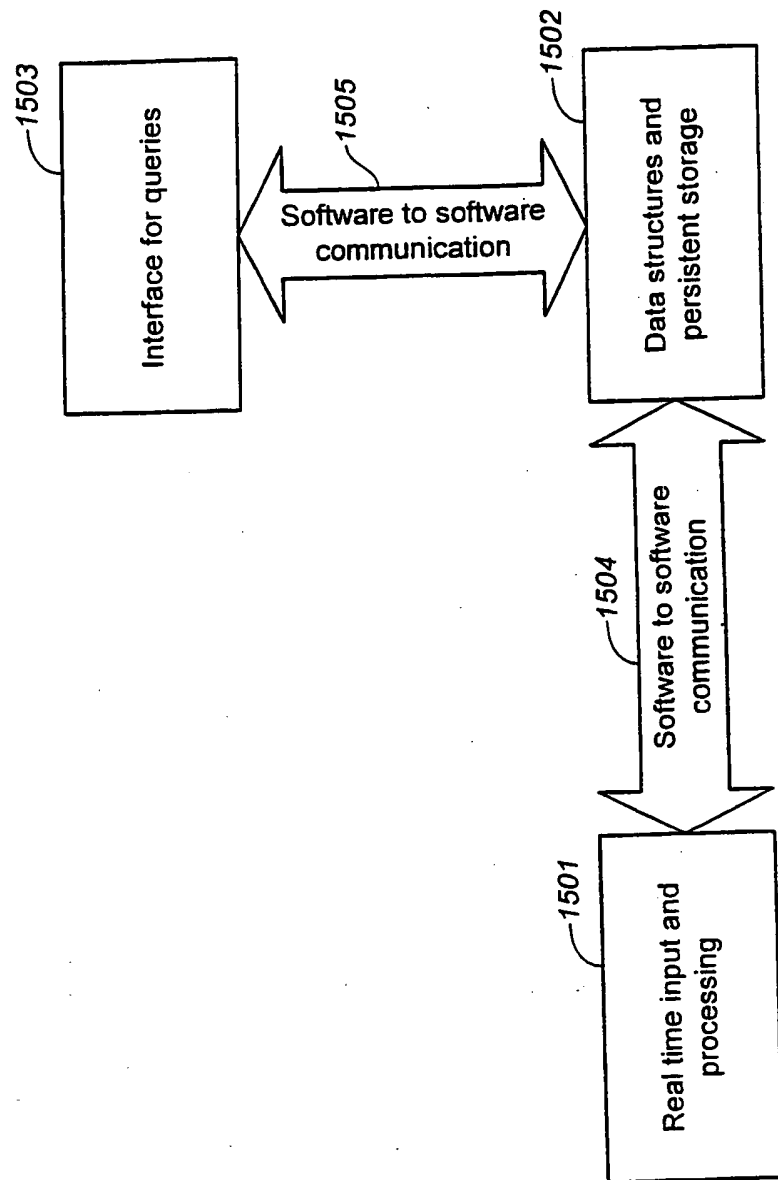 1503
Interface for queries
1505
Software to software
communication
1502
Data structures and
persistent storage
1504
Software to software
communication
1501
Real time input and
processing